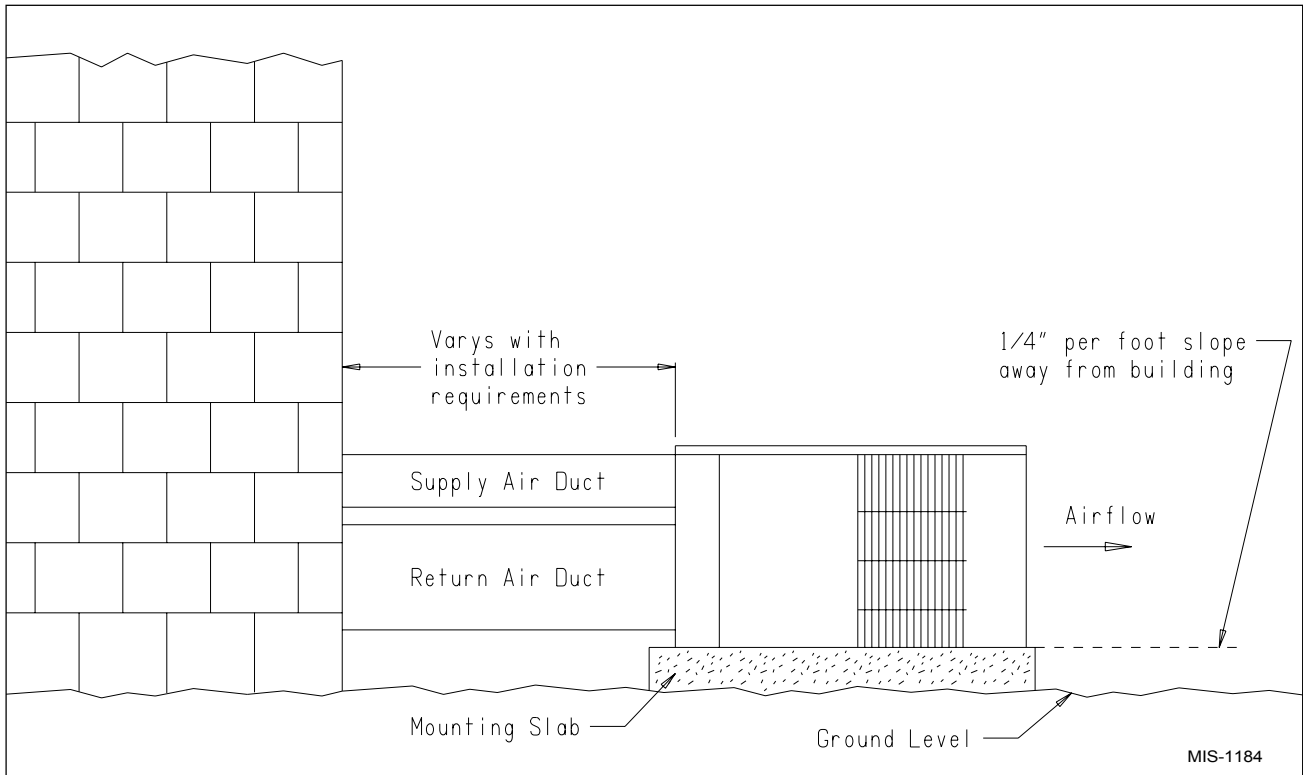 Varys with
installation
requirements
1/4" per foot slope
away from building
Supply Air Duct
Airflow
Return Air Duct
Mounting Slab
Ground Level
MIS-1184